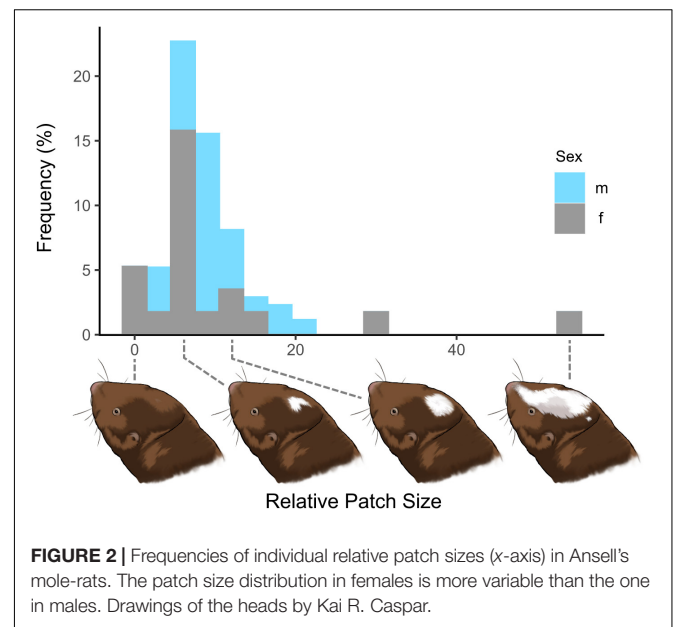 Frequency (%)
20
15
10
5
0
Sex
m
f
0
20
40
Relative Patch Size
FIGURE 2 | Frequencies of individual relative patch sizes (x-axis) in Ansell’s
mole-rats. The patch size distribution in females is more variable than the one
in males. Drawings of the heads by Kai R. Caspar.